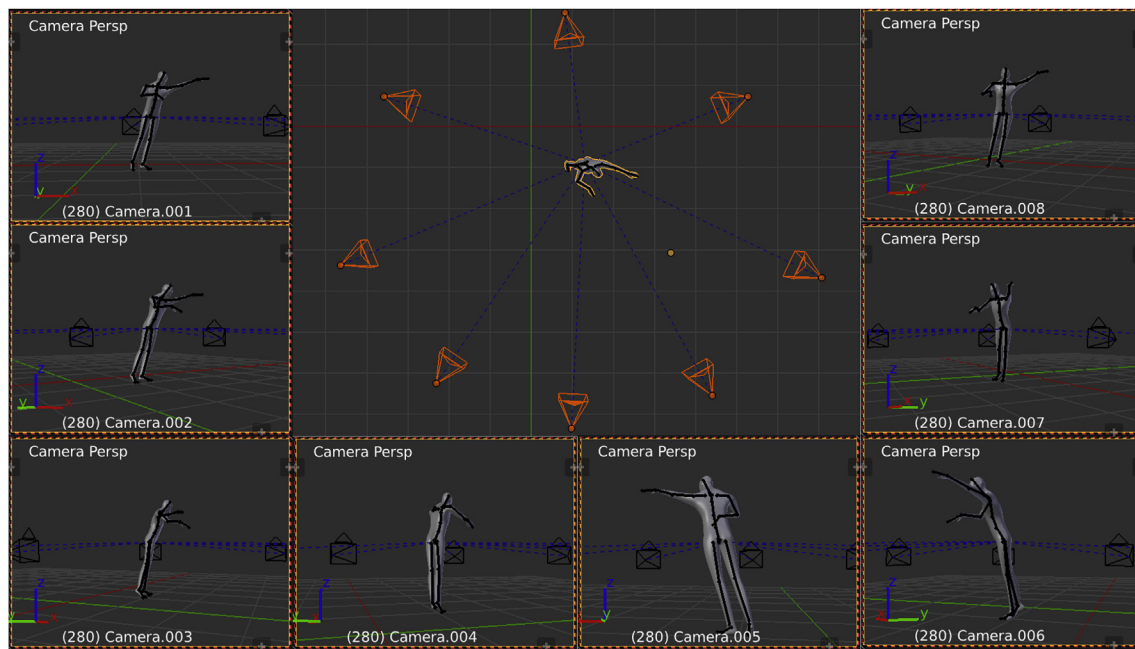 Camera Persp
z
y
x
(280) Camera.001
Camera Persp
z
y
x
(280) Camera.008
Camera Persp
z
y
x
(280) Camera.002
Camera Persp
z
x
y
(280) Camera.007
Camera Persp
z
y
x
(280) Camera.003
Camera Persp
z
y
(280) Camera.004
Camera Persp
z
x
y
(280) Camera.005
Camera Persp
z
y
x
(280) Camera.006